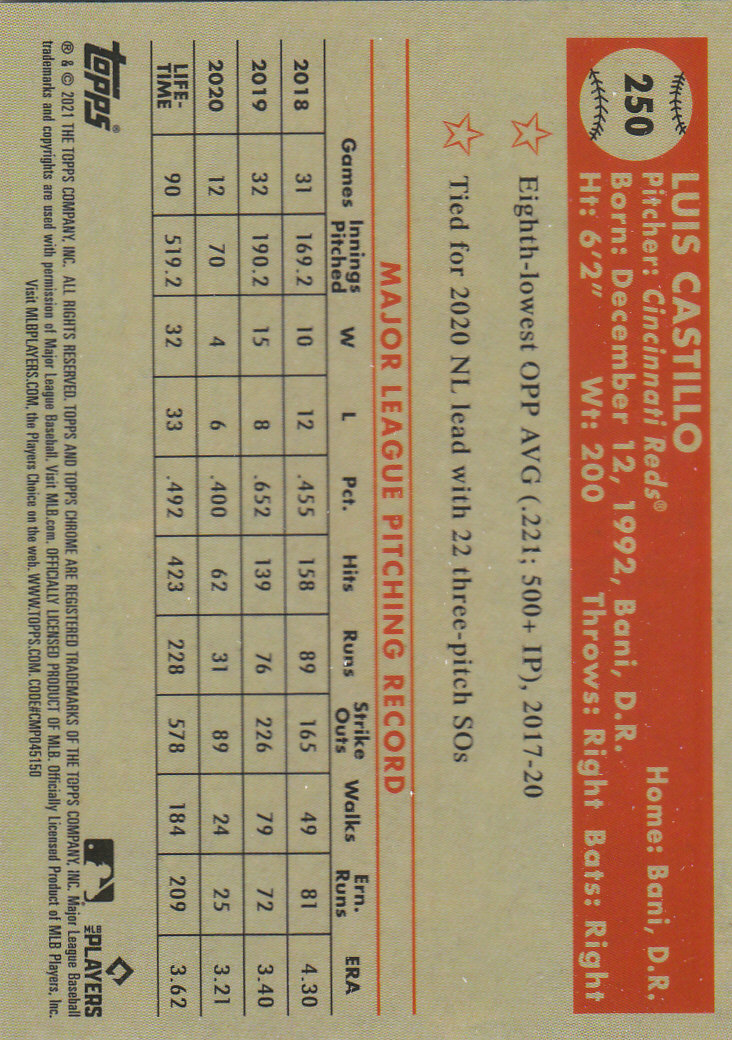 250
LUIS CASTILLO
Pitcher: Cincinnati Reds® Home: Bani, D.R.
Born: December 12, 1992, Bani, D.R.
Ht: 6'2" Wt: 200 Throws: Right Bats: Right
Eighth-lowest OPP AVG (.221; 500+ IP), 2017-20
Tied for 2020 NL lead with 22 three-pitch SOs
MAJOR LEAGUE PITCHING RECORD
Games Innings Pitched W L Pct. Hits Runs Strike Outs Walks Ern. Runs ERA
2018 31 169.2 10 12 .455 158 89 165 49 81 4.30
2019 32 190.2 15 8 .652 139 76 226 79 72 3.40
2020 12 70 4 6 .400 62 31 89 24 25 3.21
LIFE-TIME 90 519.2 32 33 .492 423 228 578 184 209 3.62
topps®
MLB PLAYERS
® & © 2021 THE TOPPS COMPANY, INC. ALL RIGHTS RESERVED. TOPPS AND TOPPS CHROME ARE REGISTERED TRADEMARKS OF THE TOPPS COMPANY, INC. Major League Baseball
trademarks and copyrights are used with permission of Major League Baseball. Visit MLB.com. OFFICIALLY LICENSED PRODUCT OF MLB. Officially Licensed Product of MLB Players, Inc.
Visit MLBPLAYERS.COM, the Players Choice on the web. WWW.TOPPS.COM. CODE#CMP045150